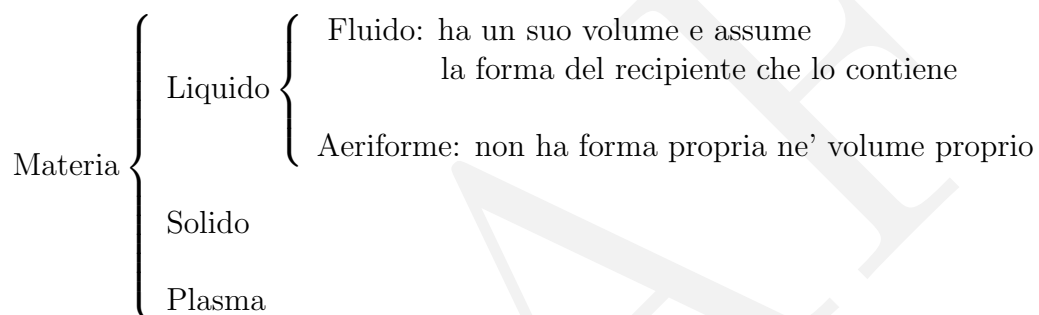 Fluido: ha un suo volume e assume
la forma del recipiente che lo contiene
Liquido
Aeriforme: non ha forma propria ne' volume proprio
Materia
Solido
Plasma